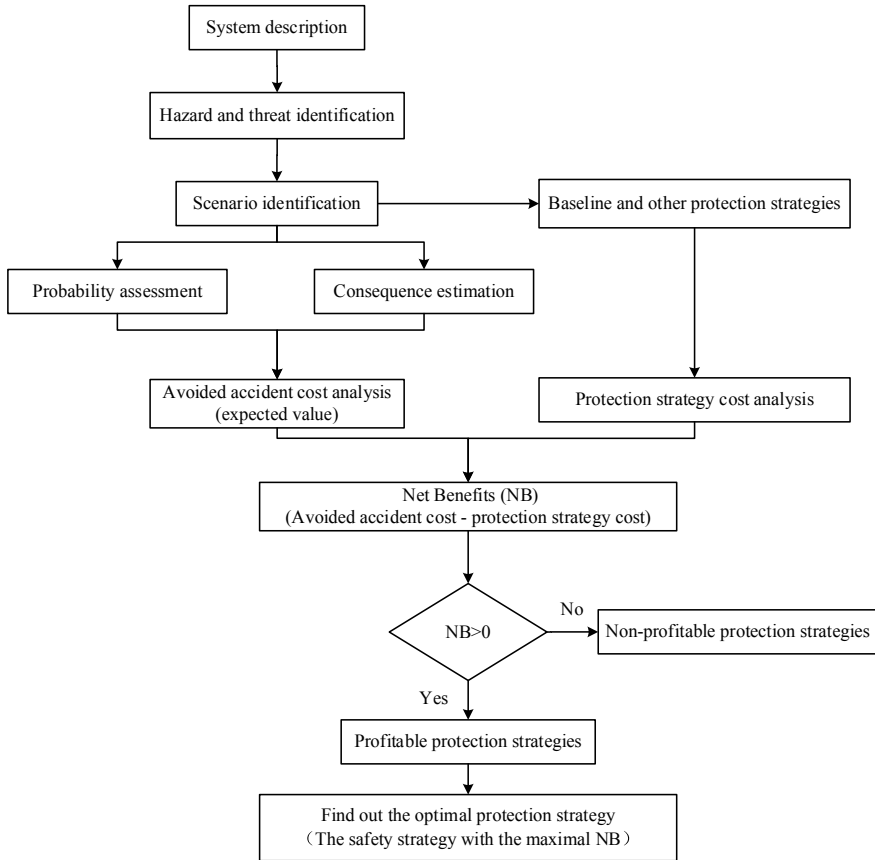 System description
Hazard and threat identification
Scenario identification
Baseline and other protection strategies
Probability assessment
Consequence estimation
Avoided accident cost analysis
(expected value)
Protection strategy cost analysis
Net Benefits (NB)
(Avoided accident cost - protection strategy cost)
NB>0
No
Non-profitable protection strategies
Yes
Profitable protection strategies
Find out the optimal protection strategy
（The safety strategy with the maximal NB）